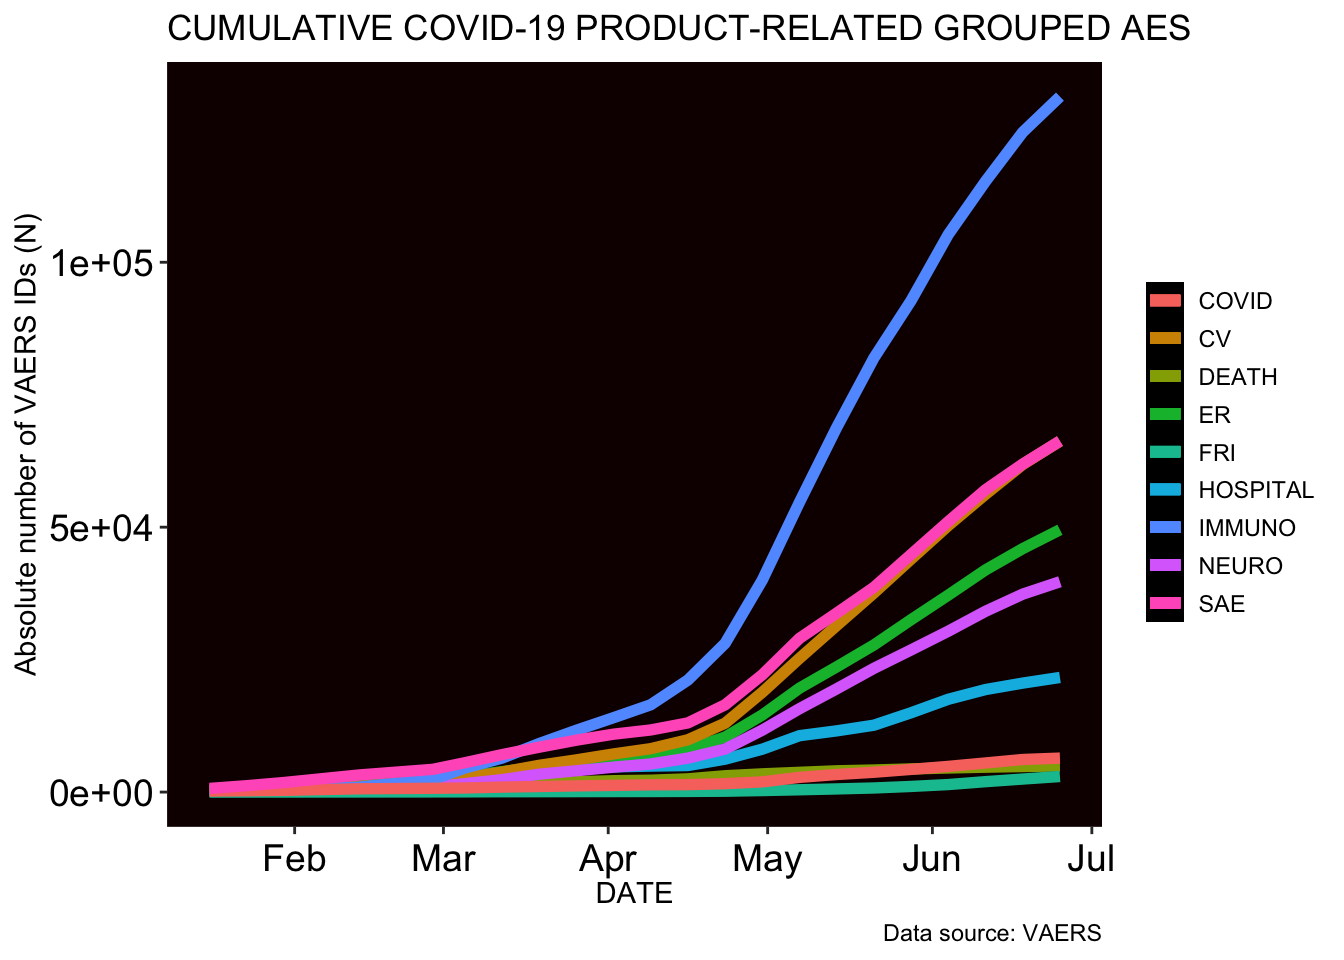 CUMULATIVE COVID-19 PRODUCT-RELATED GROUPED AES
Absolute number of VAERS IDs (N)
1e+05
5e+04
0e+00
Feb Mar Apr May Jun Jul
DATE
COVID
CV
DEATH
ER
FRI
HOSPITAL
IMMUNO
NEURO
SAE
Data source: VAERS